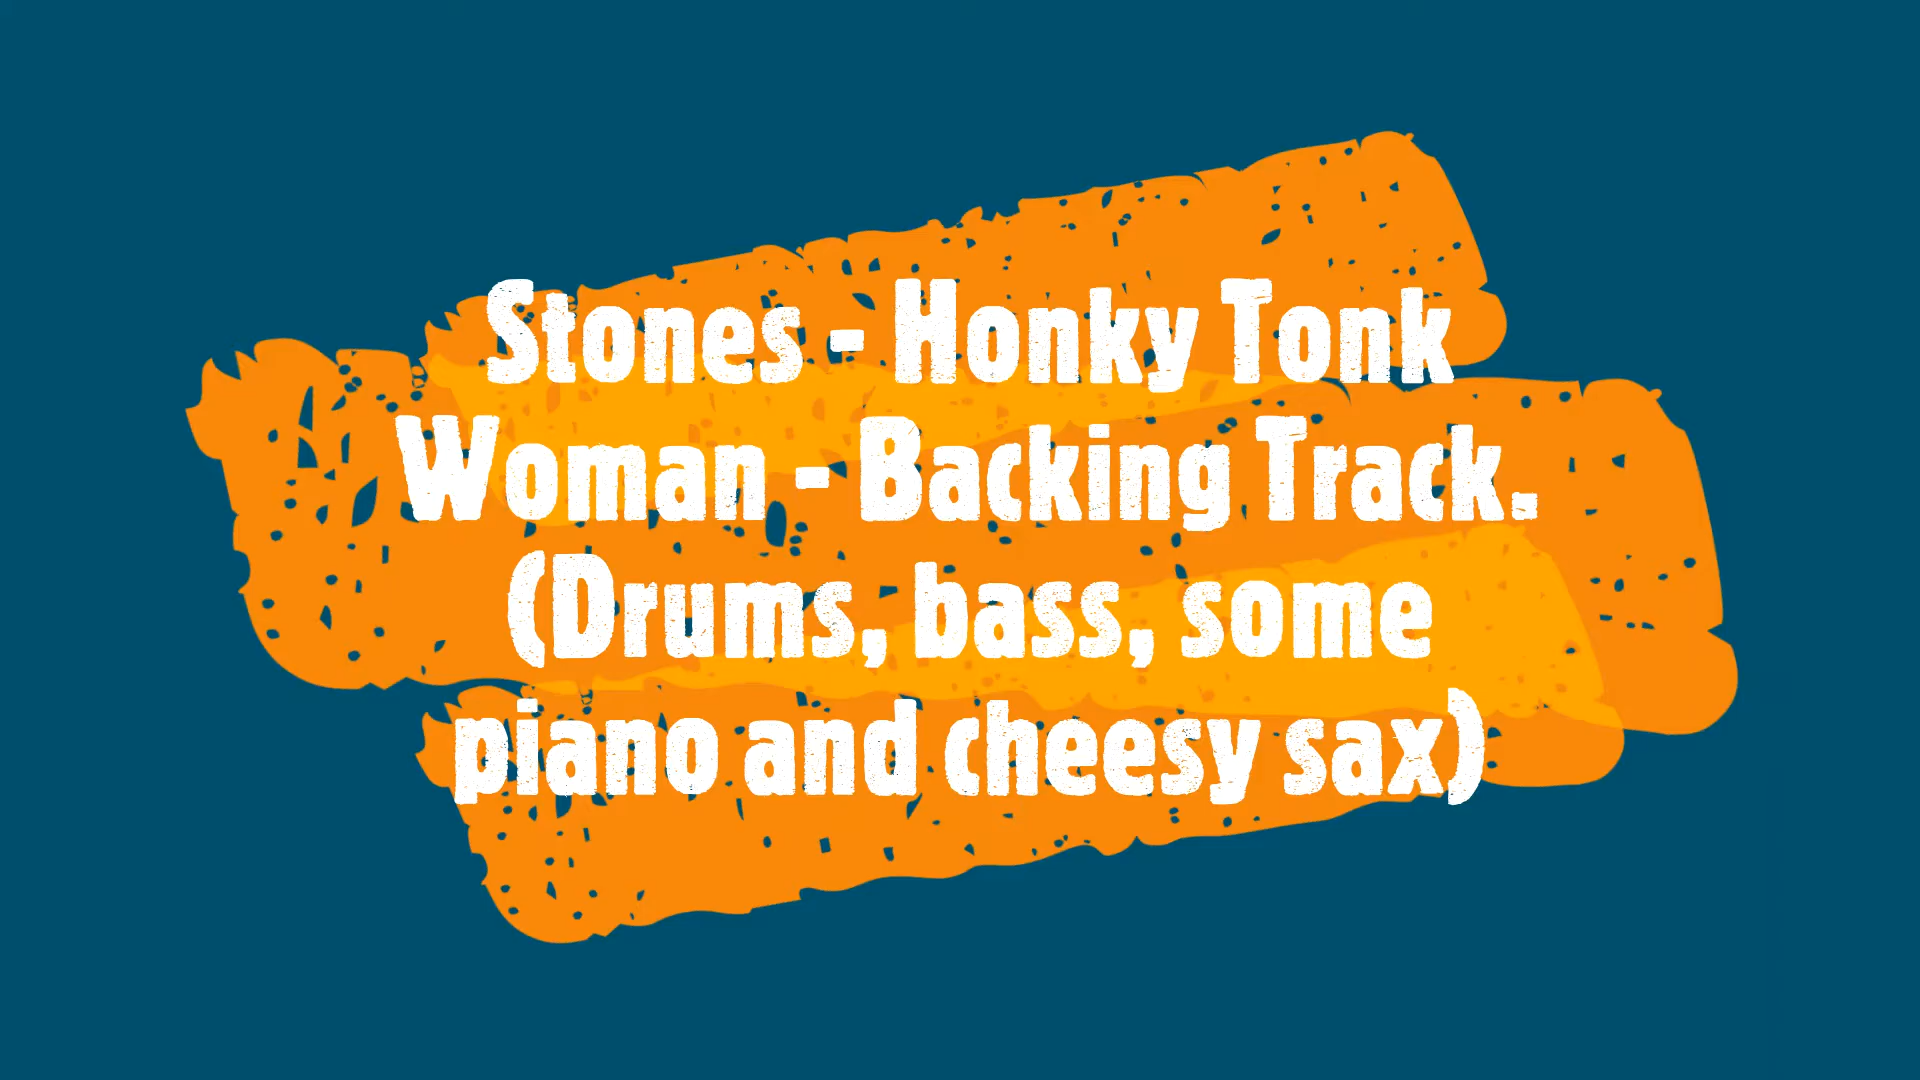 Stones - Honky Tonk
Woman - Backing Track.
(Drums, bass, some
piano and cheesy sax)